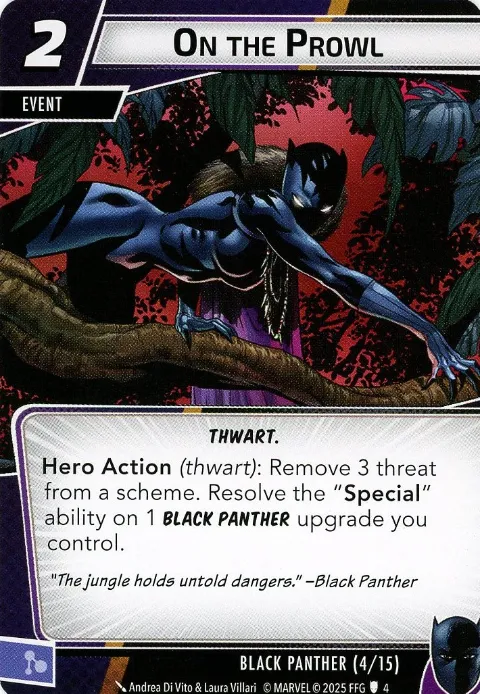 2
ON THE PROWL
EVENT
THWART.
Hero Action (thwart): Remove 3 threat
from a scheme. Resolve the "Special"
ability on 1 BLACK PANTHER upgrade you
control.
"The jungle holds untold dangers." –Black Panther
BLACK PANTHER (4/15)
Andrea Di Vito & Laura Villari © MARVEL © 2025 FFG 4